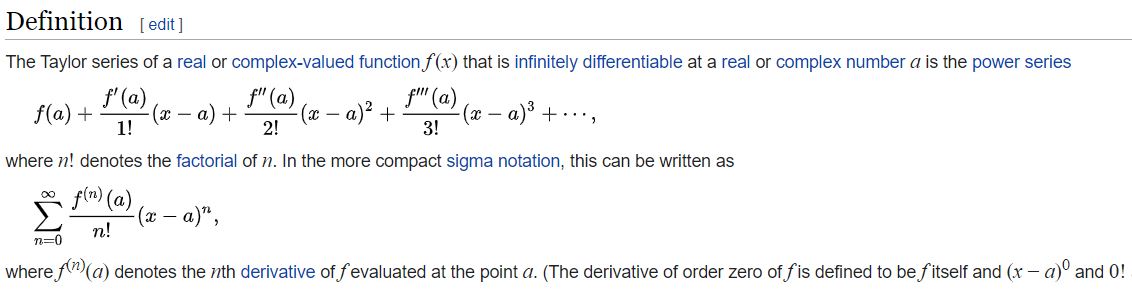 Definition [ edit ]
The Taylor series of a real or complex-valued function f(x) that is infinitely differentiable at a real or complex number a is the power series
f(a) + f′(a)/1! (x − a) + f″(a)/2! (x − a)² + f‴(a)/3! (x − a)³ + ⋯,
where n! denotes the factorial of n. In the more compact sigma notation, this can be written as
∑_{n=0}^{∞} f⁽ⁿ⁾(a)/n! (x − a)ⁿ,
where f⁽ⁿ⁾(a) denotes the nth derivative of f evaluated at the point a. (The derivative of order zero of f is defined to be f itself and (x − a)⁰ and 0!